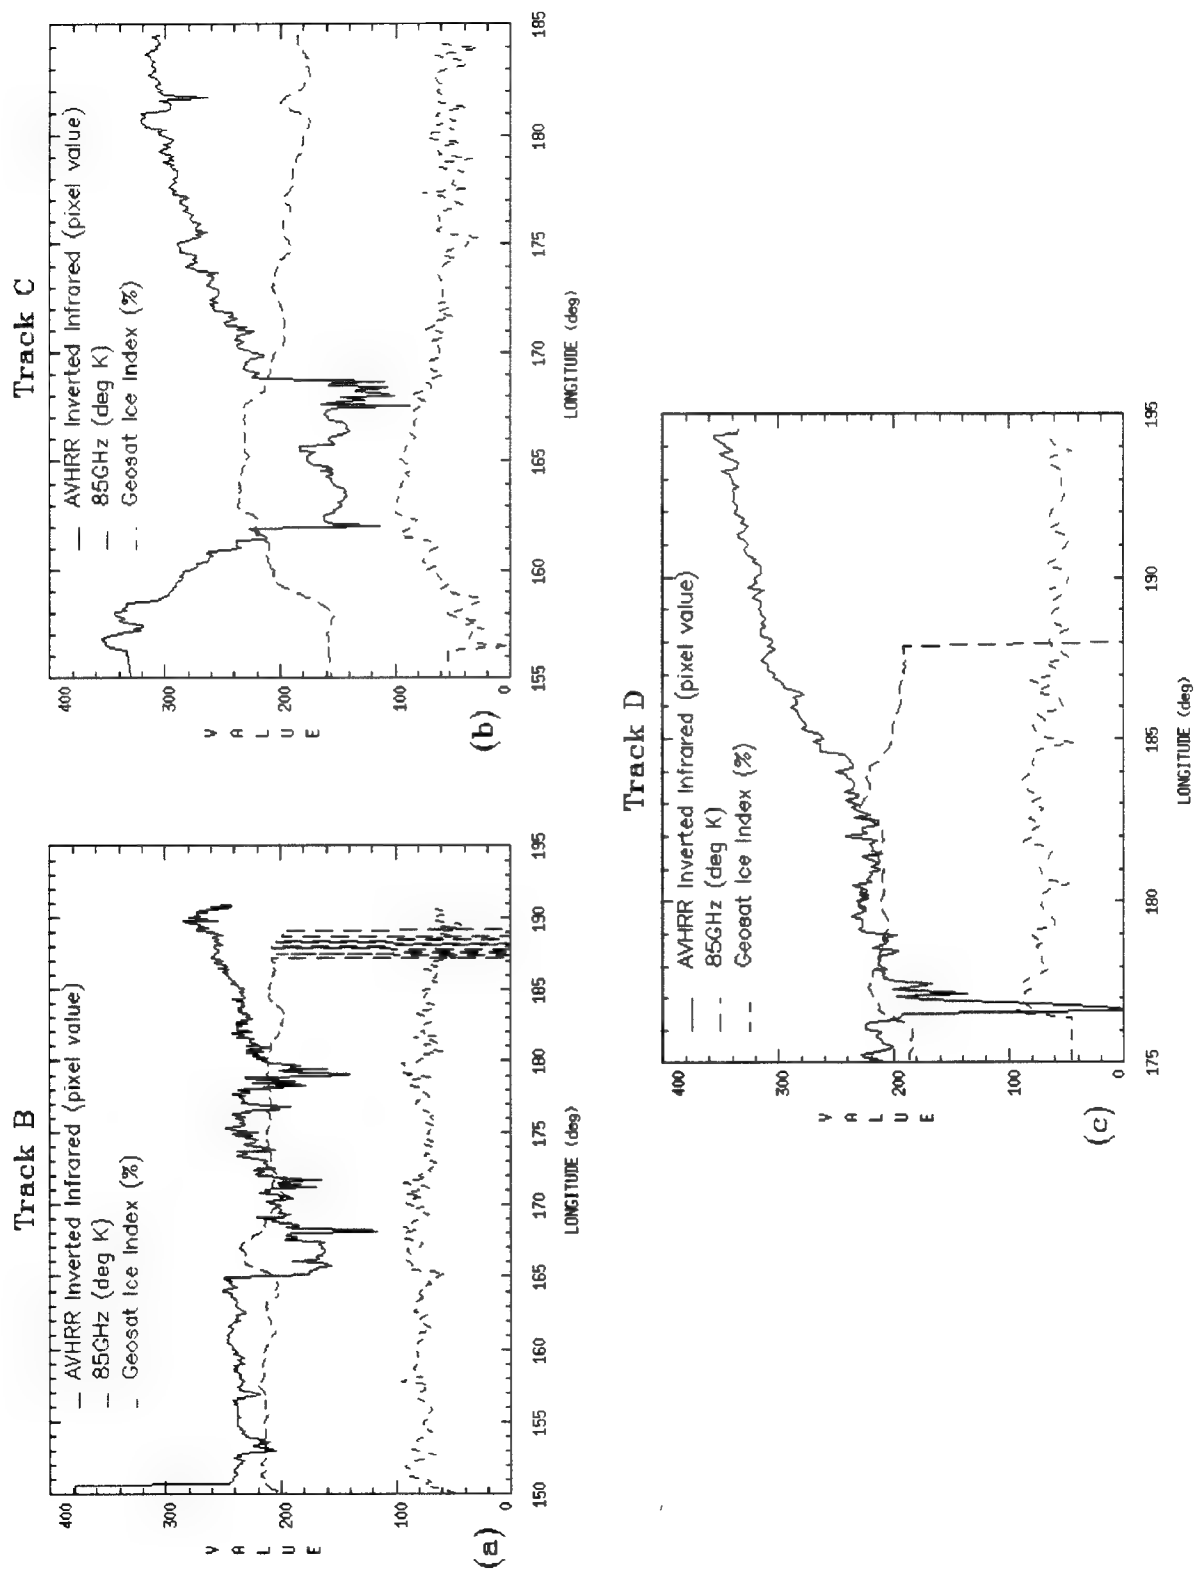 Track B
— AVHRR Inverted Infrared (pixel value)
– – 85GHz (deg K)
- - Geosat Ice Index (%)
400
300
200
100
0
VALUE
150 155 160 165 170 175 180 185 190 195
LONGITUDE (deg)
(a)
Track C
— AVHRR Inverted Infrared (pixel value)
— 85GHz (deg K)
- - Geosat Ice Index (%)
400
300
200
100
0
VALUE
155 160 165 170 175 180 185
LONGITUDE (deg)
(b)
Track D
— AVHRR Inverted Infrared (pixel value)
— - 85GHz (deg K)
- - Geosat Ice Index (%)
400
300
200
100
0
VALUE
175 180 185 190 195
LONGITUDE (deg)
(c)